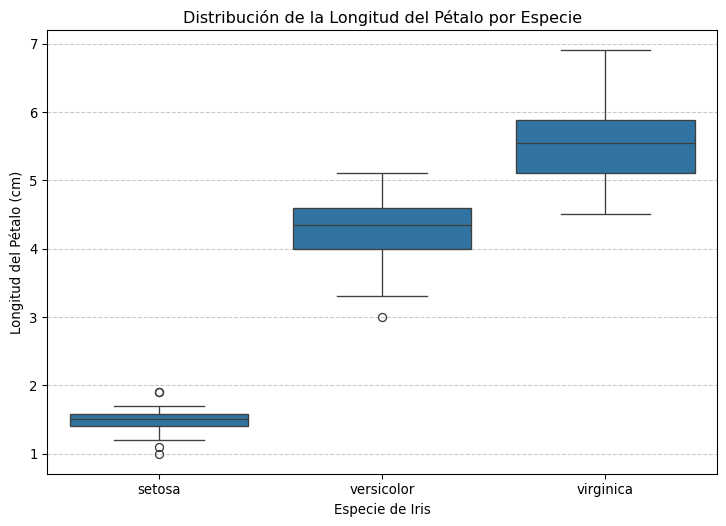 Distribución de la Longitud del Pétalo por Especie
Longitud del Pétalo (cm)
7
6
5
4
3
2
1
setosa
versicolor
virginica
Especie de Iris